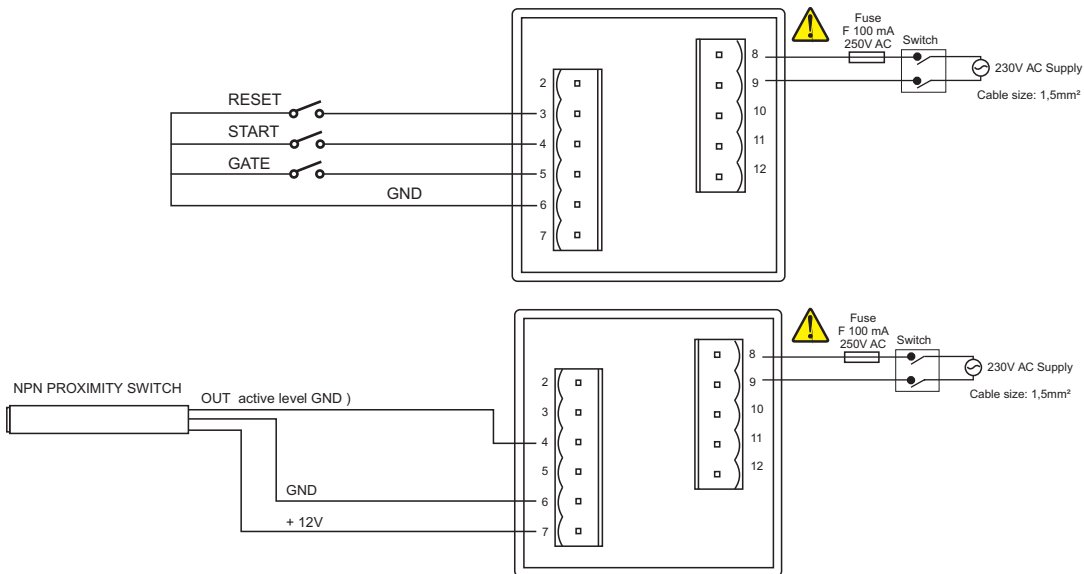 Fuse
F 100 mA
250V AC
Switch
8
230V AC Supply
2
9
Cable size: 1,5mm²
RESET
3
10
START
4
11
GATE
5
12
GND
6
7
Fuse
F 100 mA
250V AC
Switch
8
230V AC Supply
NPN PROXIMITY SWITCH
2
9
Cable size: 1,5mm²
OUT active level GND )
3
10
4
11
5
12
GND
6
+ 12V
7